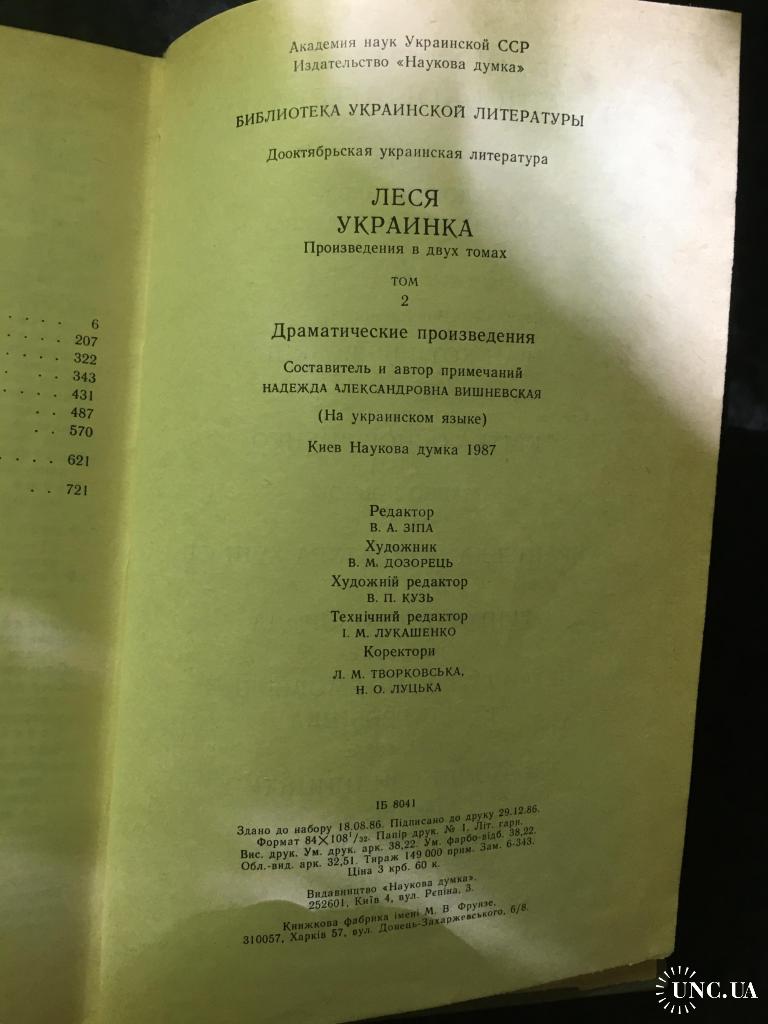 6
207
322
343
431
487
570
621
721
Академия наук Украинской ССР
Издательство «Наукова думка»
БИБЛИОТЕКА УКРАИНСКОЙ ЛИТЕРАТУРЫ
Дооктябрьская украинская литература
ЛЕСЯ
УКРАИНКА
Произведения в двух томах
ТОМ
2
Драматические произведения
Составитель и автор примечаний
НАДЕЖДА АЛЕКСАНДРОВНА ВИШНЕВСКАЯ
(На украинском языке)
Киев Наукова думка 1987
Редактор
В. А. ЗІПА
Художник
В. М. ДОЗОРЕЦЬ
Художній редактор
В. П. КУЗЬ
Технічний редактор
І. М. ЛУКАШЕНКО
Коректори
Л. М. ТВОРКОВСЬКА,
Н. О. ЛУЦЬКА
ІБ 8041
Здано до набору 18.08.86. Підписано до друку 29.12.86.
Формат 84×108¹/₃₂. Папір друк. № 1. Літ. гарн.
Вис. друк. Ум. друк. арк. 38,22. Ум. фарбо-відб. 38,22.
Обл.-вид. арк. 32,51. Тираж 149 000 прим. Зам. 6-343.
Ціна 3 крб. 60 к.
Видавництво «Наукова думка».
252601, Київ 4, вул. Репіна, 3.
Книжкова фабрика імені М. В Фрунзе,
310057, Харків 57, вул. Донець-Захаржевського, 6/8.
UNC.UA